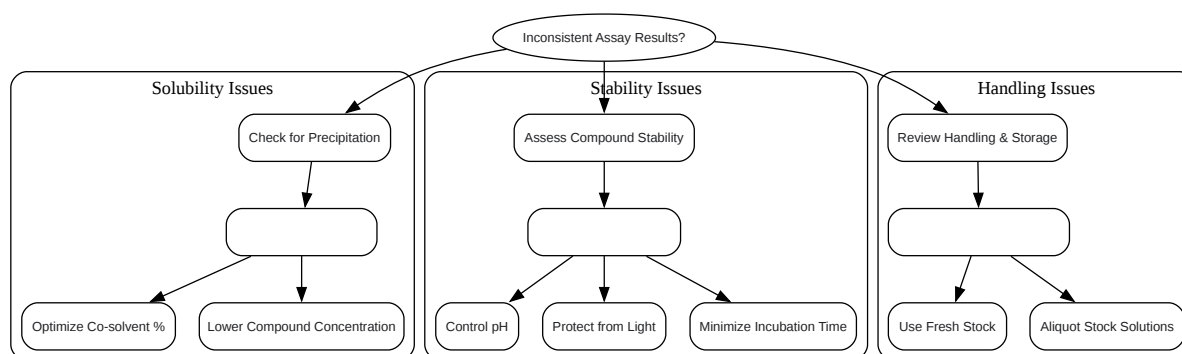 Inconsistent Assay Results?
Solubility Issues
Stability Issues
Handling Issues
Check for Precipitation
Assess Compound Stability
Review Handling & Storage
Optimize Co-solvent %
Lower Compound Concentration
Control pH
Protect from Light
Minimize Incubation Time
Use Fresh Stock
Aliquot Stock Solutions